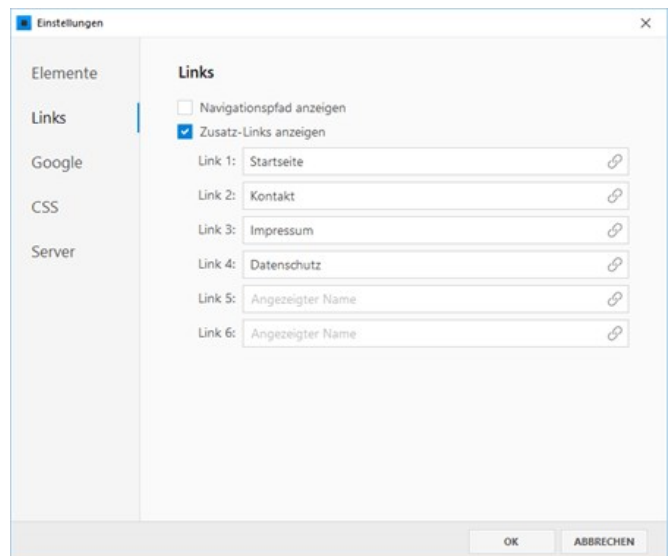 Einstellungen
Elemente
Links
Google
CSS
Server
Links
Navigationspfad anzeigen
Zusatz-Links anzeigen
Link 1: Startseite
Link 2: Kontakt
Link 3: Impressum
Link 4: Datenschutz
Link 5: Angezeigter Name
Link 6: Angezeigter Name
OK ABBRECHEN